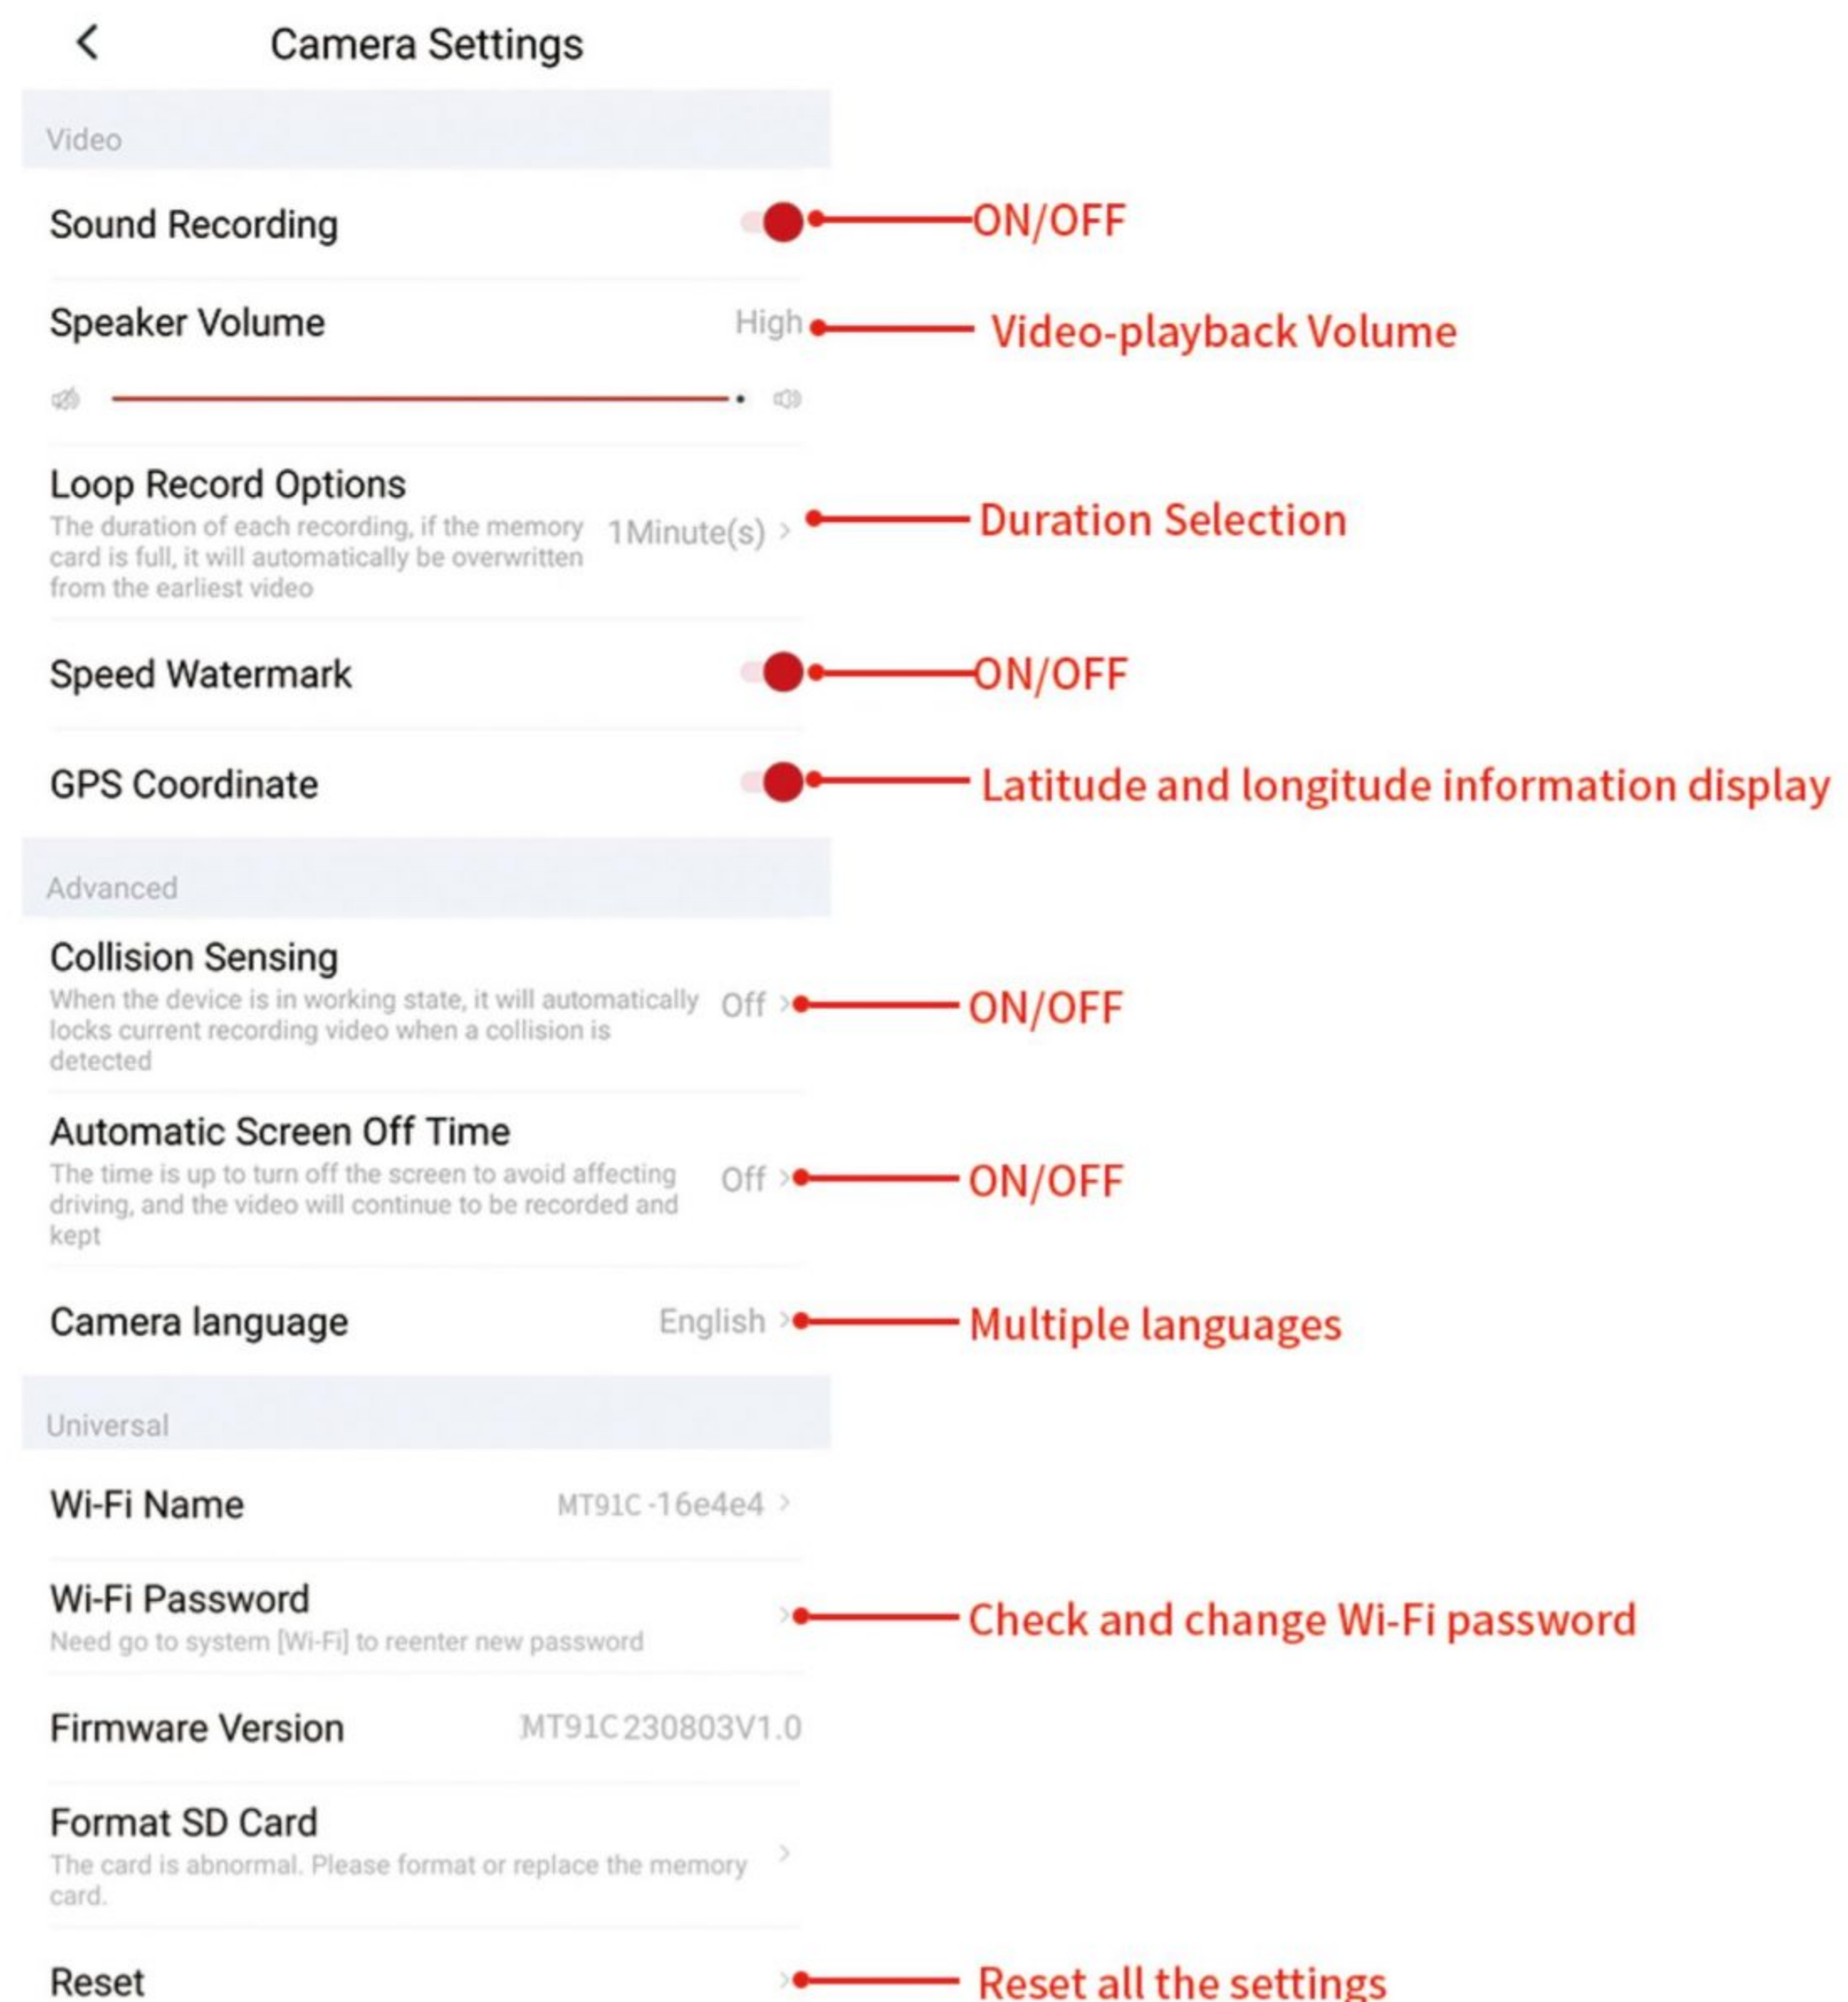 Camera Settings
Video
Sound Recording
ON/OFF
Speaker Volume
High
Video-playback Volume
Loop Record Options
The duration of each recording, if the memory
card is full, it will automatically be overwritten
from the earliest video
1Minute(s)
Duration Selection
Speed Watermark
ON/OFF
GPS Coordinate
Latitude and longitude information display
Advanced
Collision Sensing
When the device is in working state, it will automatically
locks current recording video when a collision is
detected
Off
ON/OFF
Automatic Screen Off Time
The time is up to turn off the screen to avoid affecting
driving, and the video will continue to be recorded and
kept
Off
ON/OFF
Camera language
English
Multiple languages
Universal
Wi-Fi Name
MT91C -16e4e4
Wi-Fi Password
Need go to system [Wi-Fi] to reenter new password
Check and change Wi-Fi password
Firmware Version
MT91C230803V1.0
Format SD Card
The card is abnormal. Please format or replace the memory
card.
Reset
Reset all the settings